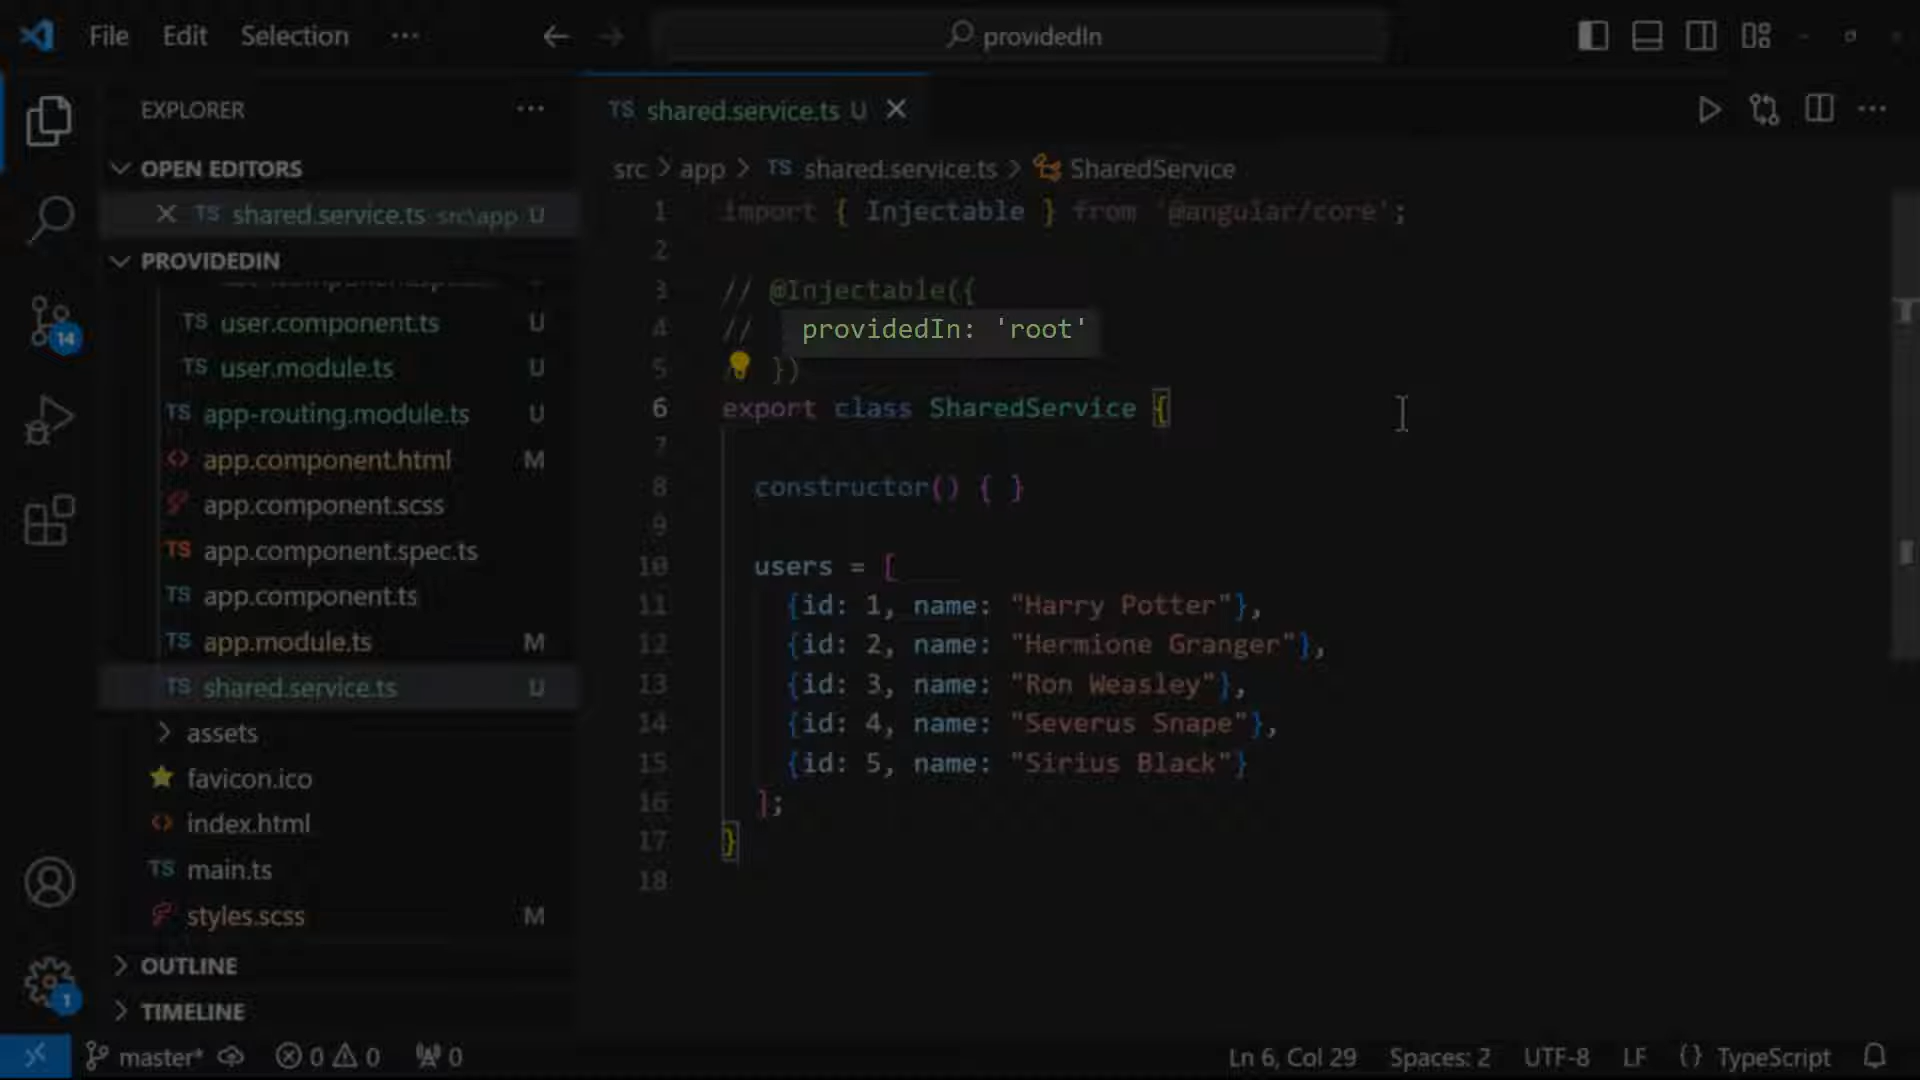 File Edit Selection ···
providedIn
EXPLORER ···
OPEN EDITORS
TS shared.service.ts src\app U
PROVIDEDIN
TS user.component.ts U
TS user.module.ts U
TS app-routing.module.ts U
<> app.component.html M
app.component.scss
TS app.component.spec.ts
TS app.component.ts
TS app.module.ts M
TS shared.service.ts U
assets
favicon.ico
<> index.html
TS main.ts
styles.scss M
OUTLINE
TIMELINE
14
1
TS shared.service.ts U
src > app > TS shared.service.ts > SharedService
1 import { Injectable } from '@angular/core';
2
3 // @Injectable({
4 // providedIn: 'root'
5 })
6 export class SharedService {
7
8 constructor() { }
9
10 users = [
11 {id: 1, name: "Harry Potter"},
12 {id: 2, name: "Hermione Granger"},
13 {id: 3, name: "Ron Weasley"},
14 {id: 4, name: "Severus Snape"},
15 {id: 5, name: "Sirius Black"}
16 ];
17 }
18
master* 0 0 0 Ln 6, Col 29 Spaces: 2 UTF-8 LF {} TypeScript